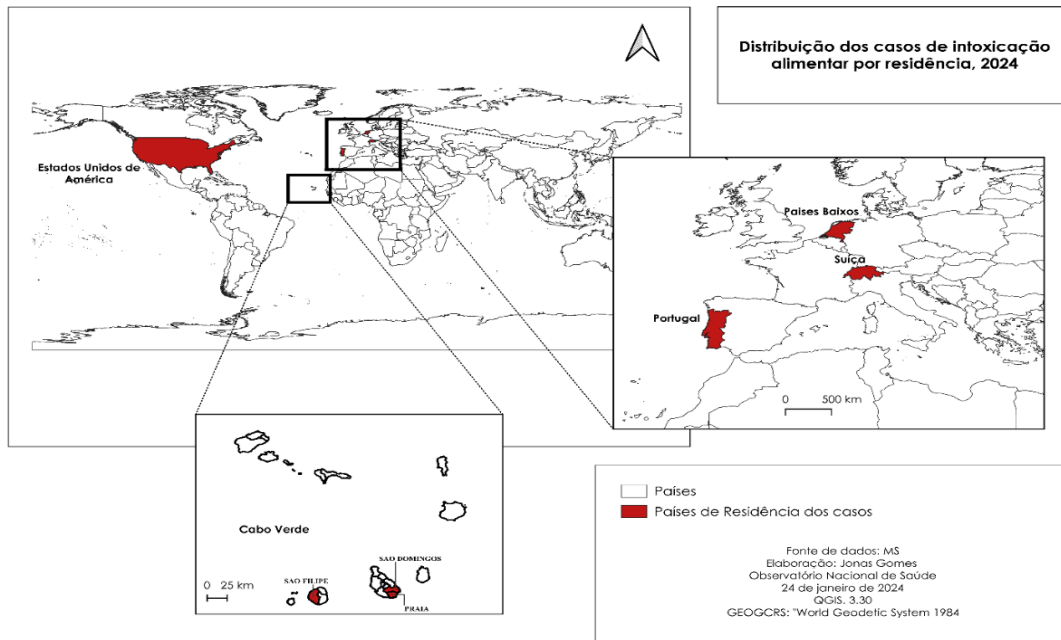 Distribuição dos casos de intoxicação
alimentar por residência, 2024
Estados Unidos de
América
Paises Baixos
Suíça
Portugal
0 500 km
Cabo Verde
SAO DOMINGOS
SAO FILIPE
PRAIA
0 25 km
Países
Países de Residência dos casos
Fonte de dados: MS
Elaboração: Jonas Gomes
Observatório Nacional de Saúde
24 de janeiro de 2024
QGIS. 3.30
GEOGCRS: "World Geodetic System 1984